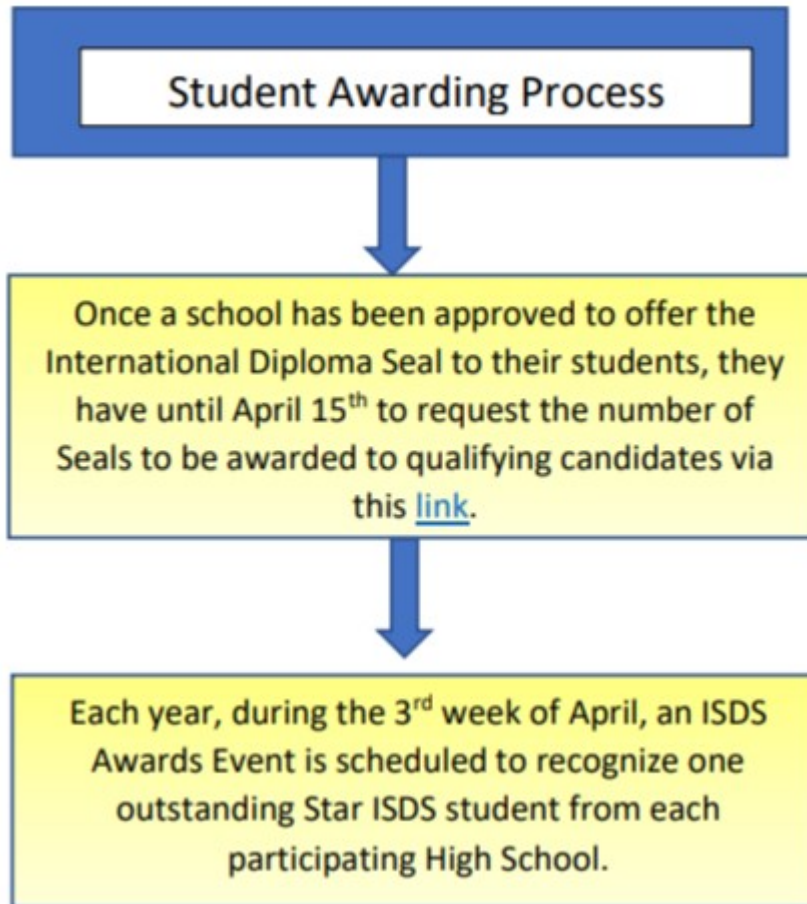 Student Awarding Process
Once a school has been approved to offer the
International Diploma Seal to their students, they
have until April 15th to request the number of
Seals to be awarded to qualifying candidates via
this link.
Each year, during the 3rd week of April, an ISDS
Awards Event is scheduled to recognize one
outstanding Star ISDS student from each
participating High School.